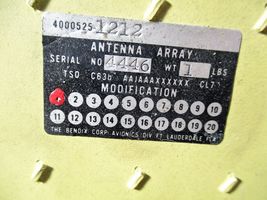 4000525-1212
ANTENNA ARRAY
SERIAL NO 4446 WT 1 LBS
TSO C63b AAIAAAXXXXXX CL7
MODIFICATION
2 3 4 5 6 7 8 9 10
11 12 13 14 15 16 17 18 19 20
THE BENDIX CORP. AVIONICS DIV. FT. LAUDERDALE FLA.